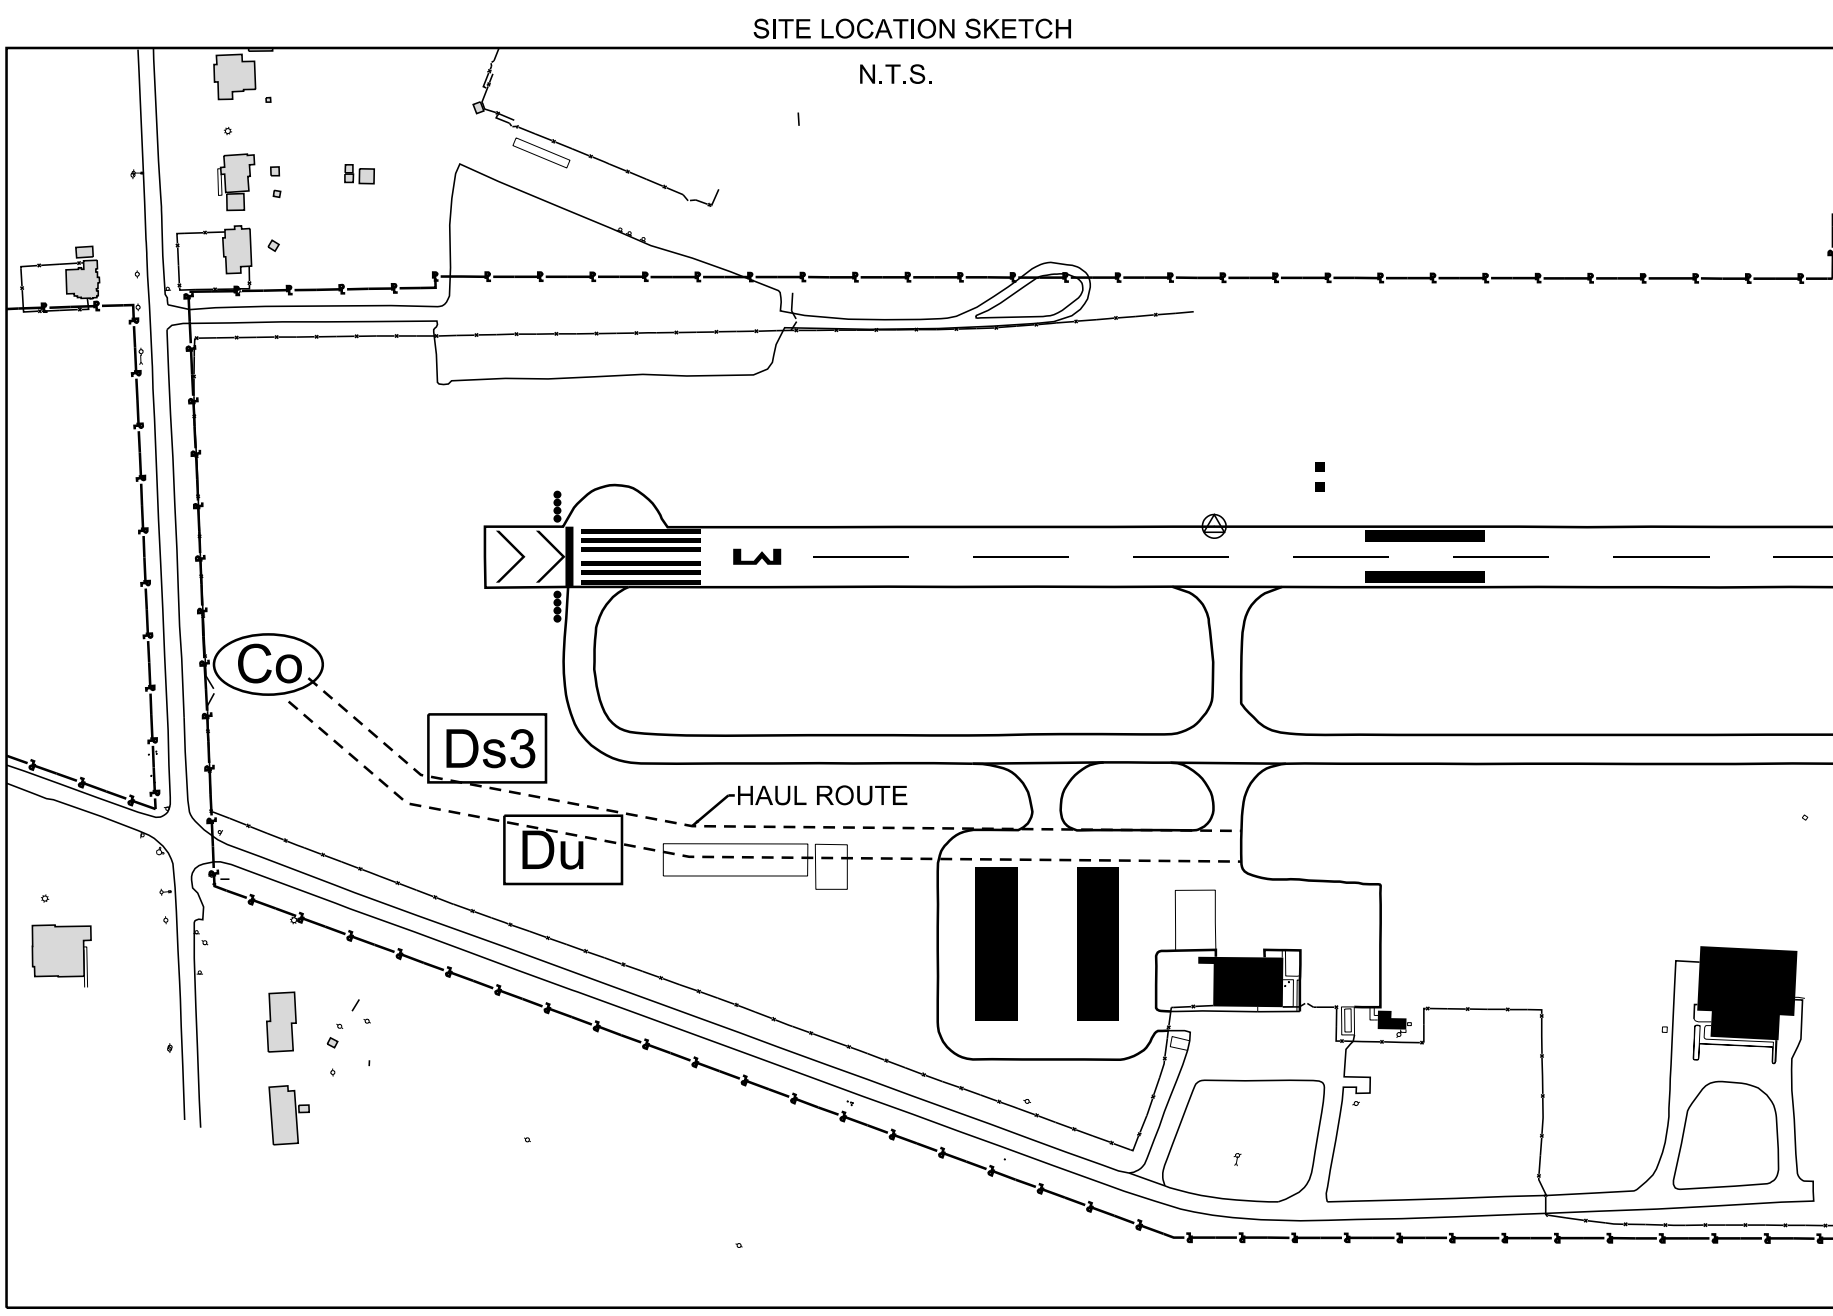 SITE LOCATION SKETCH
N.T.S.
Co
Ds3
HAUL ROUTE
Du